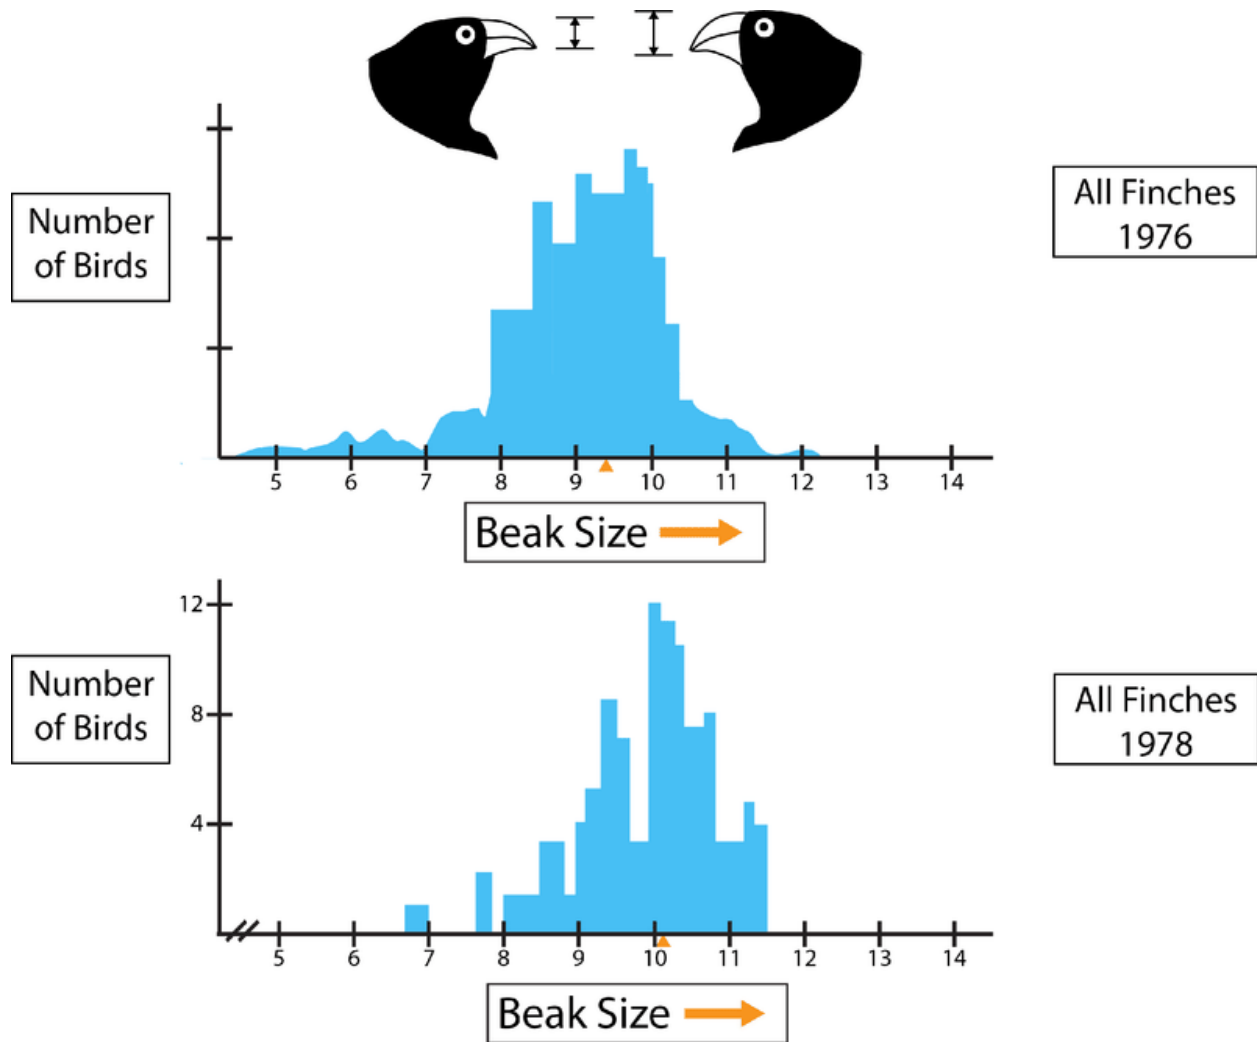 Number
of Birds
All Finches
1976
5 6 7 8 9 10 11 12 13 14
Beak Size
12
8
4
Number
of Birds
All Finches
1978
5 6 7 8 9 10 11 12 13 14
Beak Size